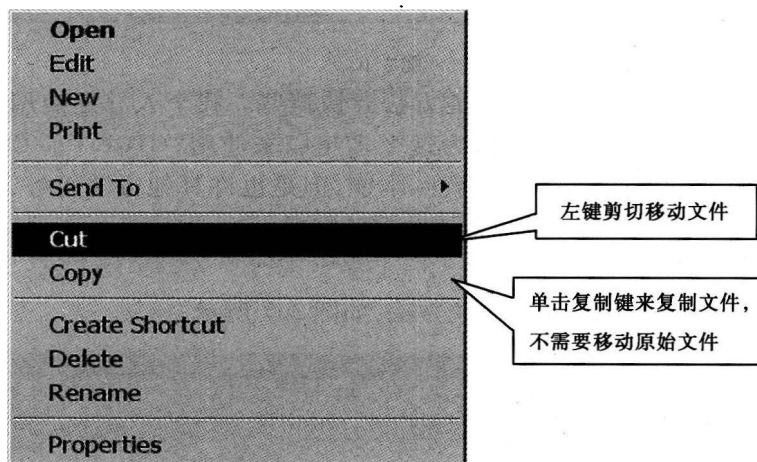 Open
Edit
New
Print
Send To
Cut
左键剪切移动文件
Copy
单击复制键来复制文件，
不需要移动原始文件
Create Shortcut
Delete
Rename
Properties